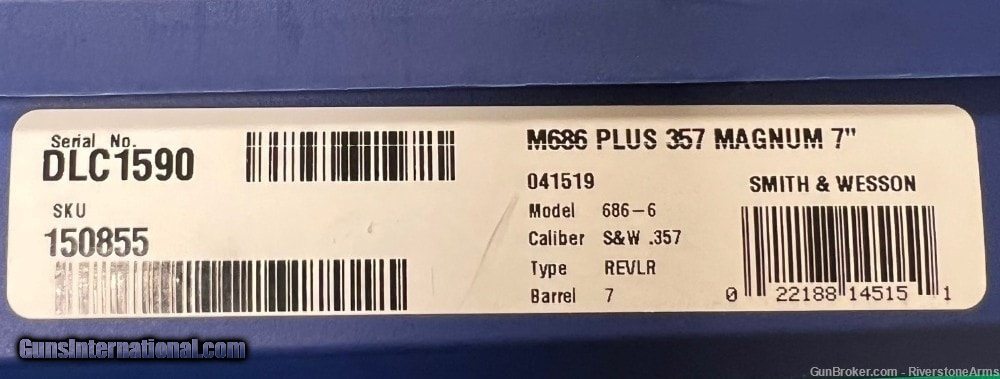 Serial No.
DLC1590
SKU
150855
M686 PLUS 357 MAGNUM 7"
041519
Model 686-6
Caliber S&W .357
Type REVLR
Barrel 7
SMITH & WESSON
0 22188 14515 1
GunsInternational.com
GunBroker.com - RiverstoneArms